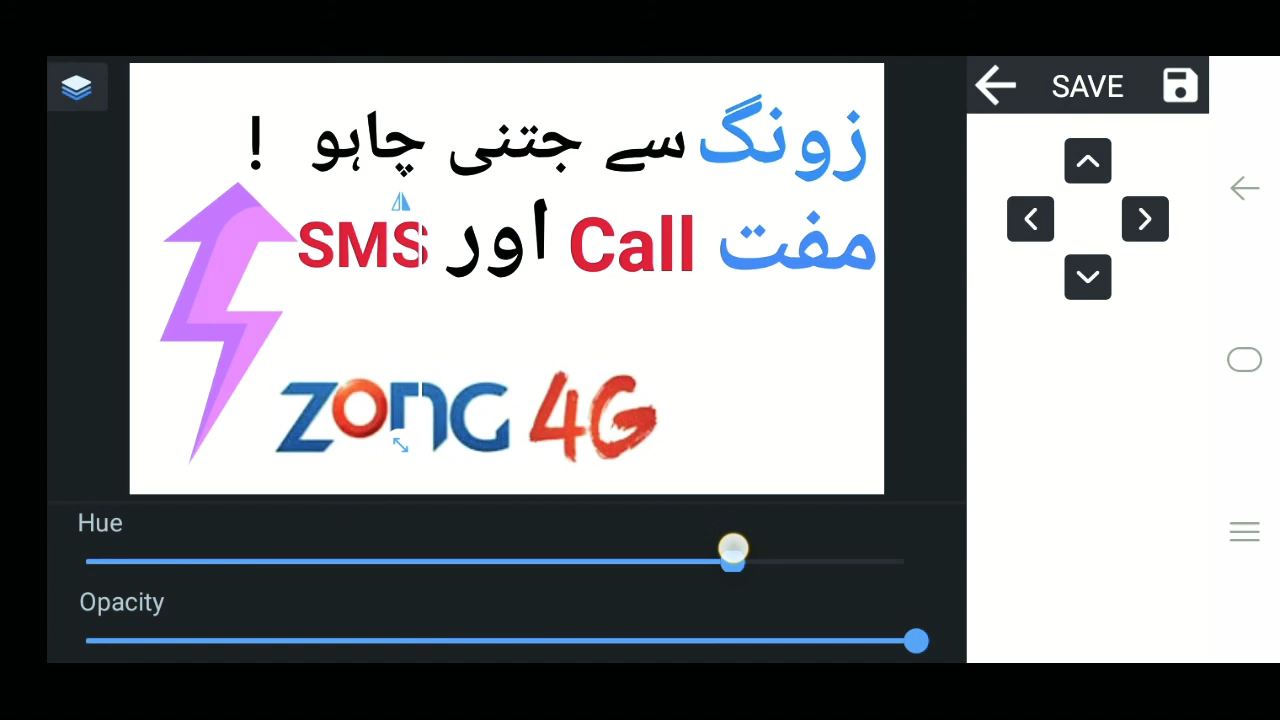 SAVE
زونگ سے جتنی چاہو !
مفت Call اور SMS
ZONG 4G
Hue
Opacity